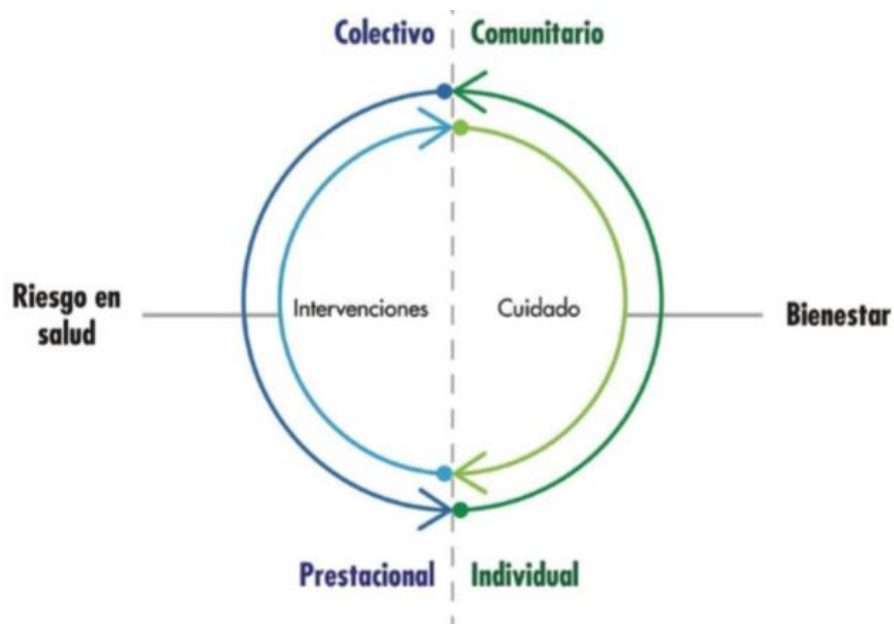 Colectivo
Comunitario
Riesgo en
salud
Intervenciones
Cuidado
Bienestar
Prestacional
Individual